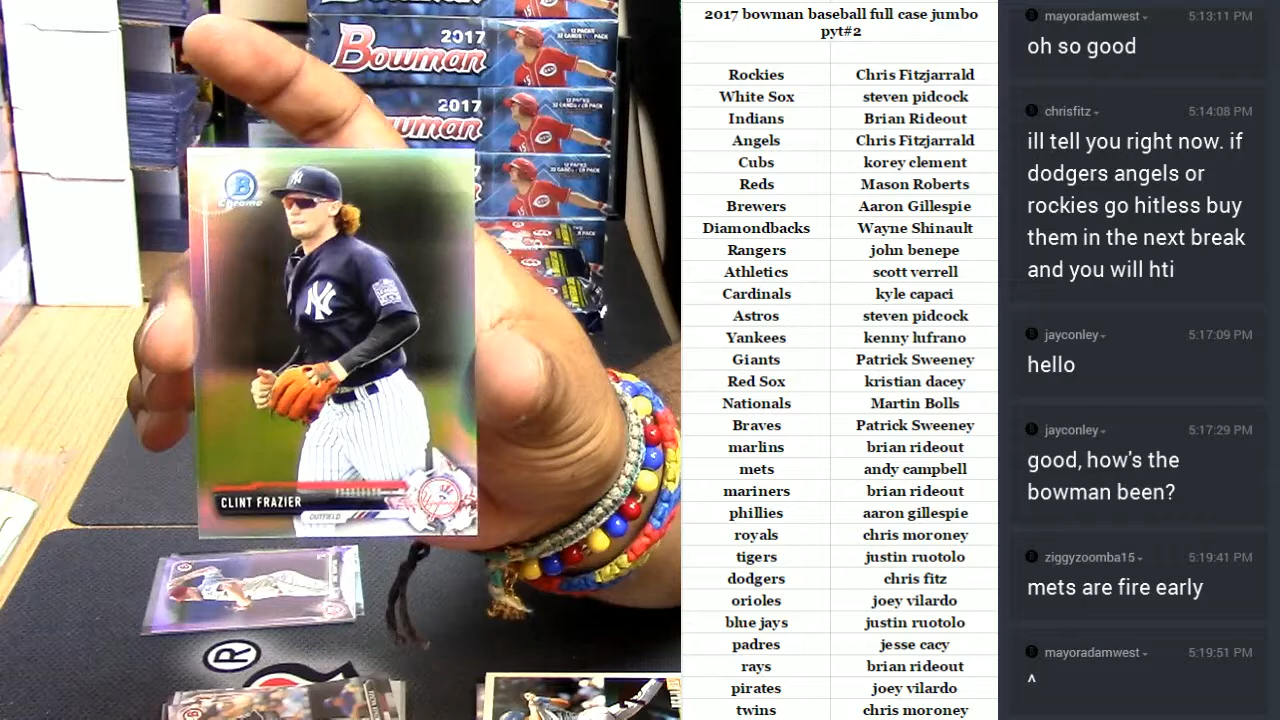 2017
Bowman
12 PACKS
32 CARDS PER PACK
2017
Bowman
B
Chrome
NY
NY
CLINT FRAZIER
OUTFIELD
®
2017 bowman baseball full case jumbo
pyt#2
Rockies Chris Fitzjarrald
White Sox steven pidcock
Indians Brian Rideout
Angels Chris Fitzjarrald
Cubs korey clement
Reds Mason Roberts
Brewers Aaron Gillespie
Diamondbacks Wayne Shinault
Rangers john benepe
Athletics scott verrell
Cardinals kyle capaci
Astros steven pidcock
Yankees kenny lufrano
Giants Patrick Sweeney
Red Sox kristian dacey
Nationals Martin Bolls
Braves Patrick Sweeney
marlins brian rideout
mets andy campbell
mariners brian rideout
phillies aaron gillespie
royals chris moroney
tigers justin ruotolo
dodgers chris fitz
orioles joey vilardo
blue jays justin ruotolo
padres jesse cacy
rays brian rideout
pirates joey vilardo
twins chris moroney
mayoradamwest 5:13:11 PM
oh so good
chrisfitz 5:14:08 PM
ill tell you right now. if
dodgers angels or
rockies go hitless buy
them in the next break
and you will hti
jayconley 5:17:09 PM
hello
jayconley 5:17:29 PM
good, how's the
bowman been?
ziggyzoomba15 5:19:41 PM
mets are fire early
mayoradamwest 5:19:51 PM
^